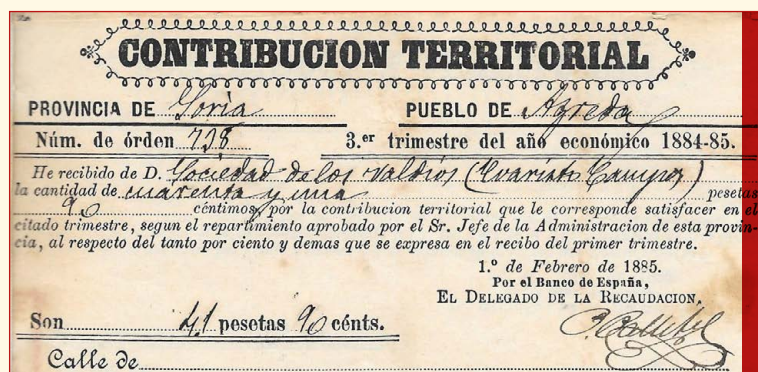 CONTRIBUCION TERRITORIAL
PROVINCIA DE Soria PUEBLO DE Agreda
Núm. de órden 728 3.er trimestre del año económico 1884-85.
He recibido de D. Sociedad de los Valdios (Evaristo Campos)
la cantidad de cuarenta y una pesetas
90 céntimos, por la contribucion territorial que le corresponde satisfacer en el
citado trimestre, segun el repartimiento aprobado por el Sr. Jefe de la Administracion de esta provin-
cia, al respecto del tanto por ciento y demas que se expresa en el recibo del primer trimestre.
1.º de Febrero de 1885.
Por el Banco de España,
EL DELEGADO DE LA RECAUDACION,
Son 41 pesetas 90 cénts.
Calle de